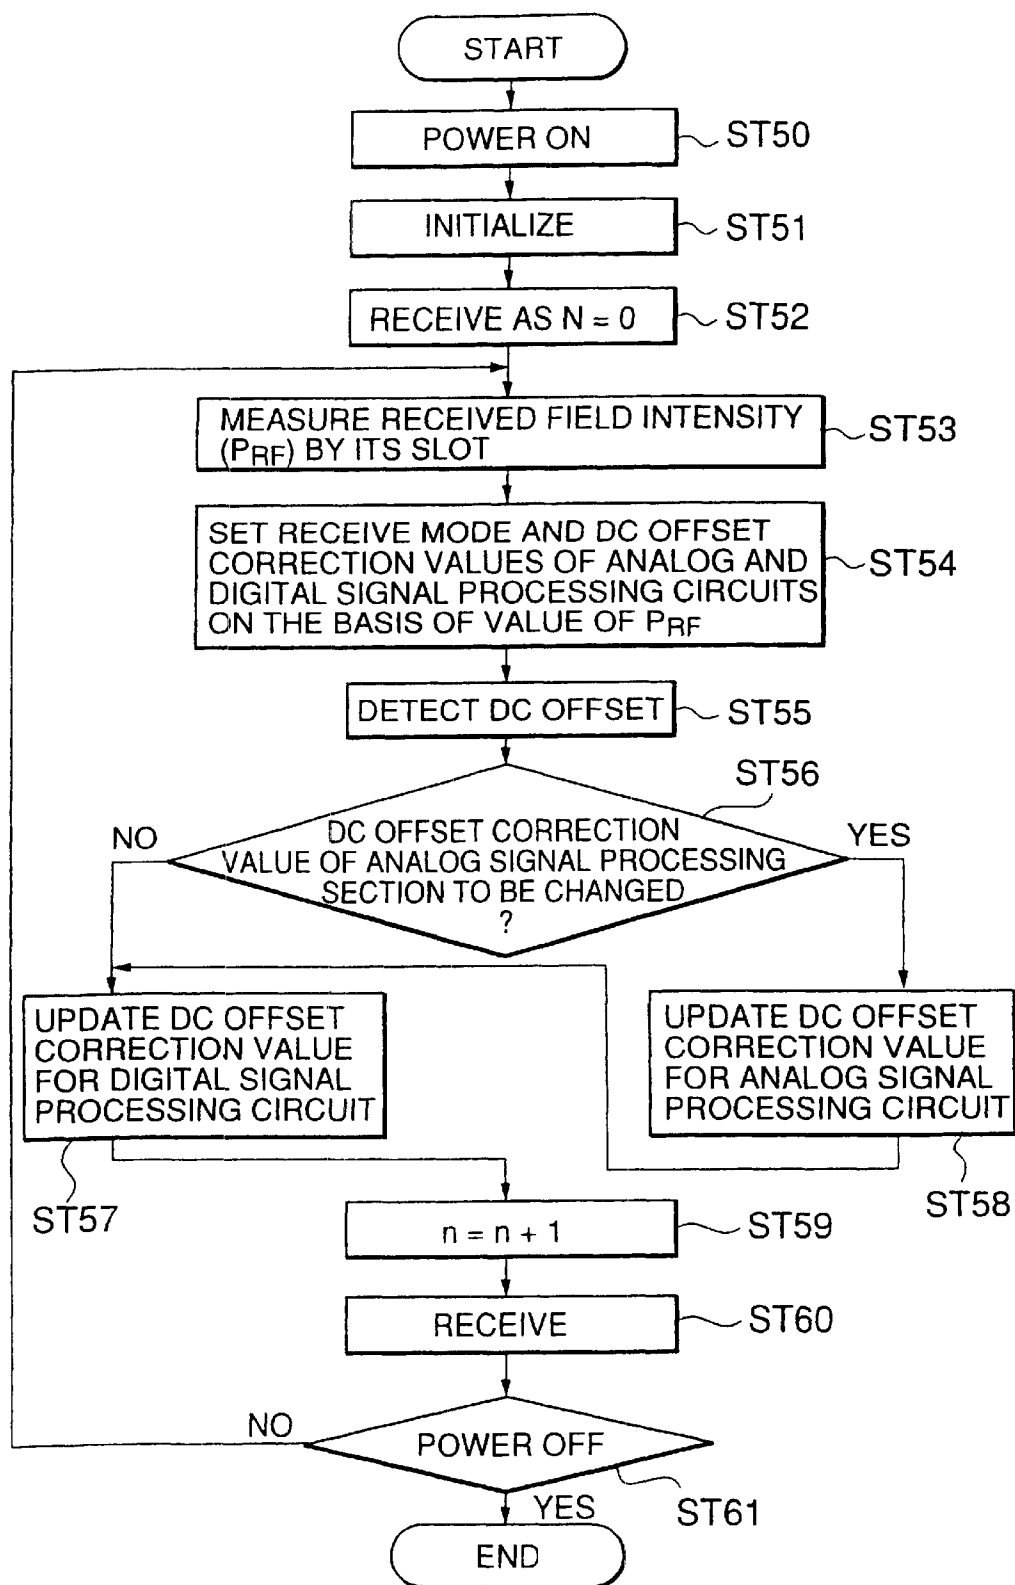 START
POWER ON
ST50
INITIALIZE
ST51
RECEIVE AS N = 0
ST52
MEASURE RECEIVED FIELD INTENSITY
(PRF) BY ITS SLOT
ST53
SET RECEIVE MODE AND DC OFFSET
CORRECTION VALUES OF ANALOG AND
DIGITAL SIGNAL PROCESSING CIRCUITS
ON THE BASIS OF VALUE OF PRF
ST54
DETECT DC OFFSET
ST55
ST56
NO
YES
DC OFFSET CORRECTION
VALUE OF ANALOG SIGNAL PROCESSING
SECTION TO BE CHANGED
?
UPDATE DC OFFSET
CORRECTION VALUE
FOR DIGITAL SIGNAL
PROCESSING CIRCUIT
ST57
UPDATE DC OFFSET
CORRECTION VALUE
FOR ANALOG SIGNAL
PROCESSING CIRCUIT
ST58
n = n + 1
ST59
RECEIVE
ST60
NO
POWER OFF
ST61
YES
END